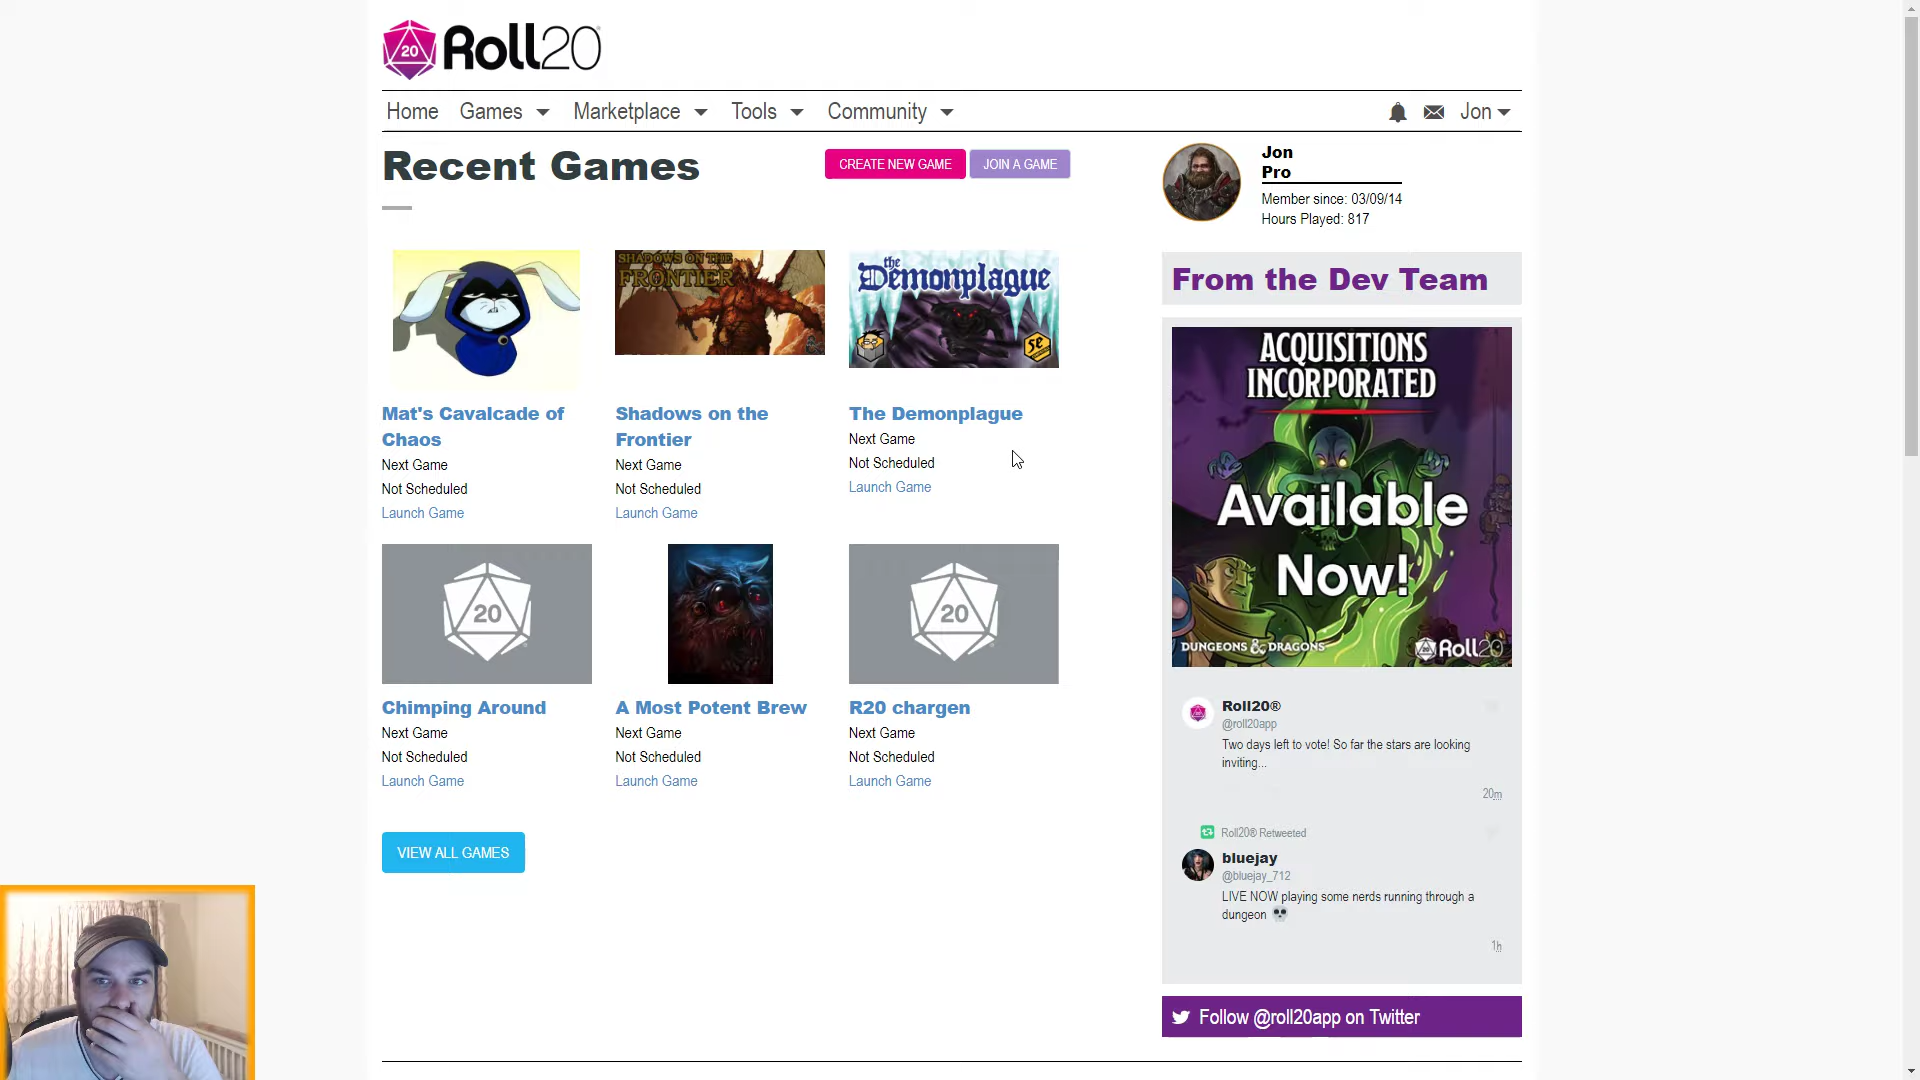 20 Roll20
Home Games Marketplace Tools Community Jon
Recent Games
CREATE NEW GAME JOIN A GAME
SHADOWS ON THE
FRONTIER
the
Demonplague
5e
Mat's Cavalcade of
Chaos
Next Game
Not Scheduled
Launch Game
Shadows on the
Frontier
Next Game
Not Scheduled
Launch Game
The Demonplague
Next Game
Not Scheduled
Launch Game
20
20
Chimping Around
Next Game
Not Scheduled
Launch Game
A Most Potent Brew
Next Game
Not Scheduled
Launch Game
R20 chargen
Next Game
Not Scheduled
Launch Game
VIEW ALL GAMES
Jon
Pro
Member since: 03/09/14
Hours Played: 817
From the Dev Team
ACQUISITIONS
INCORPORATED
Available
Now!
DUNGEONS & DRAGONS Roll20
Roll20®
@roll20app
Two days left to vote! So far the stars are looking
inviting...
20m
Roll20® Retweeted
bluejay
@bluejay_712
LIVE NOW playing some nerds running through a
dungeon 💀
1h
Follow @roll20app on Twitter